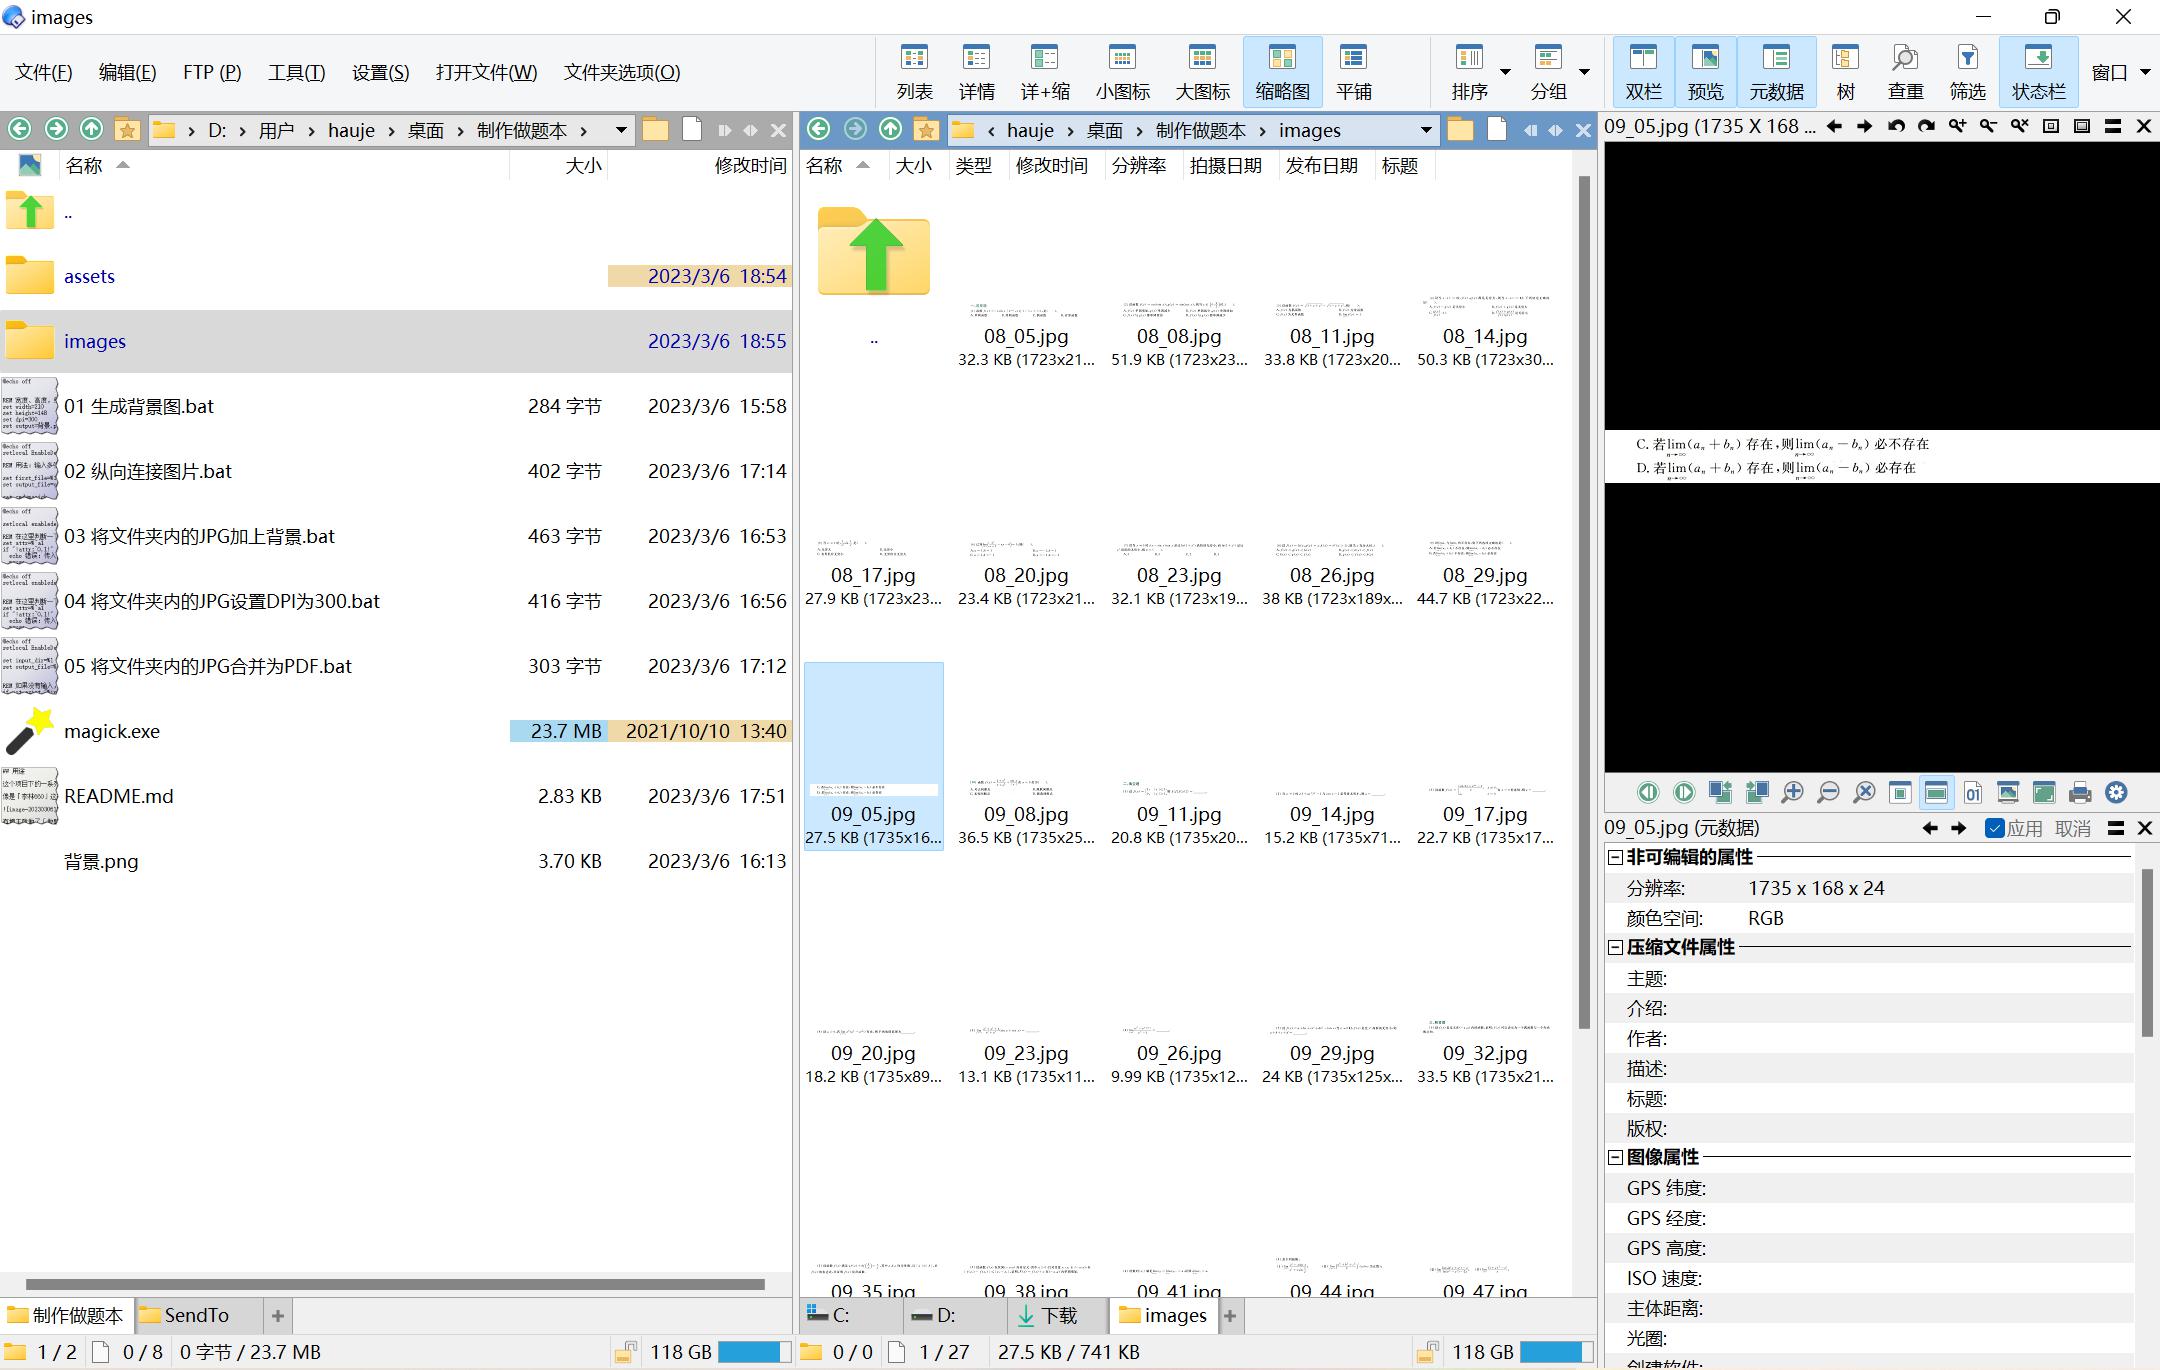 images
文件(F) 编辑(E) FTP (P) 工具(T) 设置(S) 打开文件(W) 文件夹选项(O)
列表 详情 详+缩 小图标 大图标 缩略图 平铺 排序 分组 双栏 预览 元数据 树 查重 筛选 状态栏 窗口
D: 用户 hauje 桌面 制作做题本
名称 大小 修改时间
..
assets 2023/3/6 18:54
images 2023/3/6 18:55
01 生成背景图.bat 284 字节 2023/3/6 15:58
02 纵向连接图片.bat 402 字节 2023/3/6 17:14
03 将文件夹内的JPG加上背景.bat 463 字节 2023/3/6 16:53
04 将文件夹内的JPG设置DPI为300.bat 416 字节 2023/3/6 16:56
05 将文件夹内的JPG合并为PDF.bat 303 字节 2023/3/6 17:12
magick.exe 23.7 MB 2021/10/10 13:40
README.md 2.83 KB 2023/3/6 17:51
背景.png 3.70 KB 2023/3/6 16:13
制作做题本 SendTo
1 / 2 0 / 8 0 字节 / 23.7 MB 118 GB
hauje 桌面 制作做题本 images
名称 大小 类型 修改时间 分辨率 拍摄日期 发布日期 标题
.. 08_05.jpg 08_08.jpg 08_11.jpg 08_14.jpg
32.3 KB (1723x21... 51.9 KB (1723x23... 33.8 KB (1723x20... 50.3 KB (1723x30...
08_17.jpg 08_20.jpg 08_23.jpg 08_26.jpg 08_29.jpg
27.9 KB (1723x23... 23.4 KB (1723x21... 32.1 KB (1723x19... 38 KB (1723x189x... 44.7 KB (1723x22...
09_05.jpg 09_08.jpg 09_11.jpg 09_14.jpg 09_17.jpg
27.5 KB (1735x16... 36.5 KB (1735x25... 20.8 KB (1735x20... 15.2 KB (1735x71... 22.7 KB (1735x17...
09_20.jpg 09_23.jpg 09_26.jpg 09_29.jpg 09_32.jpg
18.2 KB (1735x89... 13.1 KB (1735x11... 9.99 KB (1735x12... 24 KB (1735x125x... 33.5 KB (1735x21...
09_35.jpg 09_38.jpg 09_41.jpg 09_44.jpg 09_47.jpg
C: D: 下载 images
0 / 0 1 / 27 27.5 KB / 741 KB 118 GB
09_05.jpg (1735 X 168 ...
C. 若lim(aₙ＋bₙ) 存在,则lim(aₙ－bₙ) 必不存在
n→∞ n→∞
D. 若lim(aₙ＋bₙ) 存在,则lim(aₙ－bₙ) 必存在
n→∞ n→∞
09_05.jpg (元数据) 应用 取消
非可编辑的属性
分辨率: 1735 x 168 x 24
颜色空间: RGB
压缩文件属性
主题:
介绍:
作者:
描述:
标题:
版权:
图像属性
GPS 纬度:
GPS 经度:
GPS 高度:
ISO 速度:
主体距离:
光圈:
创建软件: